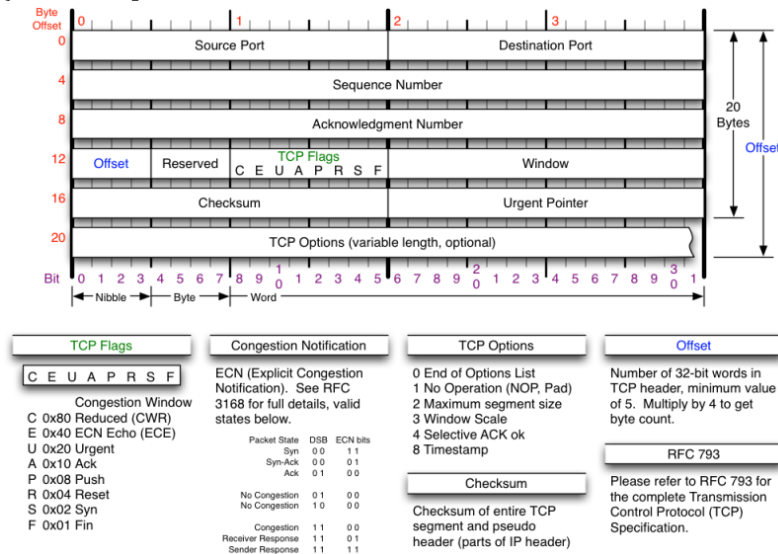 Byte
Offset
0 1 2 3
0 Source Port Destination Port
4 Sequence Number
8 Acknowledgment Number
20
Bytes
Offset
12 Offset Reserved TCP Flags Window
C E U A P R S F
16 Checksum Urgent Pointer
20 TCP Options (variable length, optional)
Bit 0 1 2 3 4 5 6 7 8 9 10 1 2 3 4 5 6 7 8 9 20 1 2 3 4 5 6 7 8 9 30 1
Nibble Byte Word
TCP Flags
C E U A P R S F
Congestion Window
C 0x80 Reduced (CWR)
E 0x40 ECN Echo (ECE)
U 0x20 Urgent
A 0x10 Ack
P 0x08 Push
R 0x04 Reset
S 0x02 Syn
F 0x01 Fin
Congestion Notification
ECN (Explicit Congestion
Notification). See RFC
3168 for full details, valid
states below.
Packet State DSB ECN bits
Syn 0 0 1 1
Syn-Ack 0 0 0 1
Ack 0 1 0 0
No Congestion 0 1 0 0
No Congestion 1 0 0 0
Congestion 1 1 0 0
Receiver Response 1 1 0 1
Sender Response 1 1 1 1
TCP Options
0 End of Options List
1 No Operation (NOP, Pad)
2 Maximum segment size
3 Window Scale
4 Selective ACK ok
8 Timestamp
Checksum
Checksum of entire TCP
segment and pseudo
header (parts of IP header)
Offset
Number of 32-bit words in
TCP header, minimum value
of 5. Multiply by 4 to get
byte count.
RFC 793
Please refer to RFC 793 for
the complete Transmission
Control Protocol (TCP)
Specification.